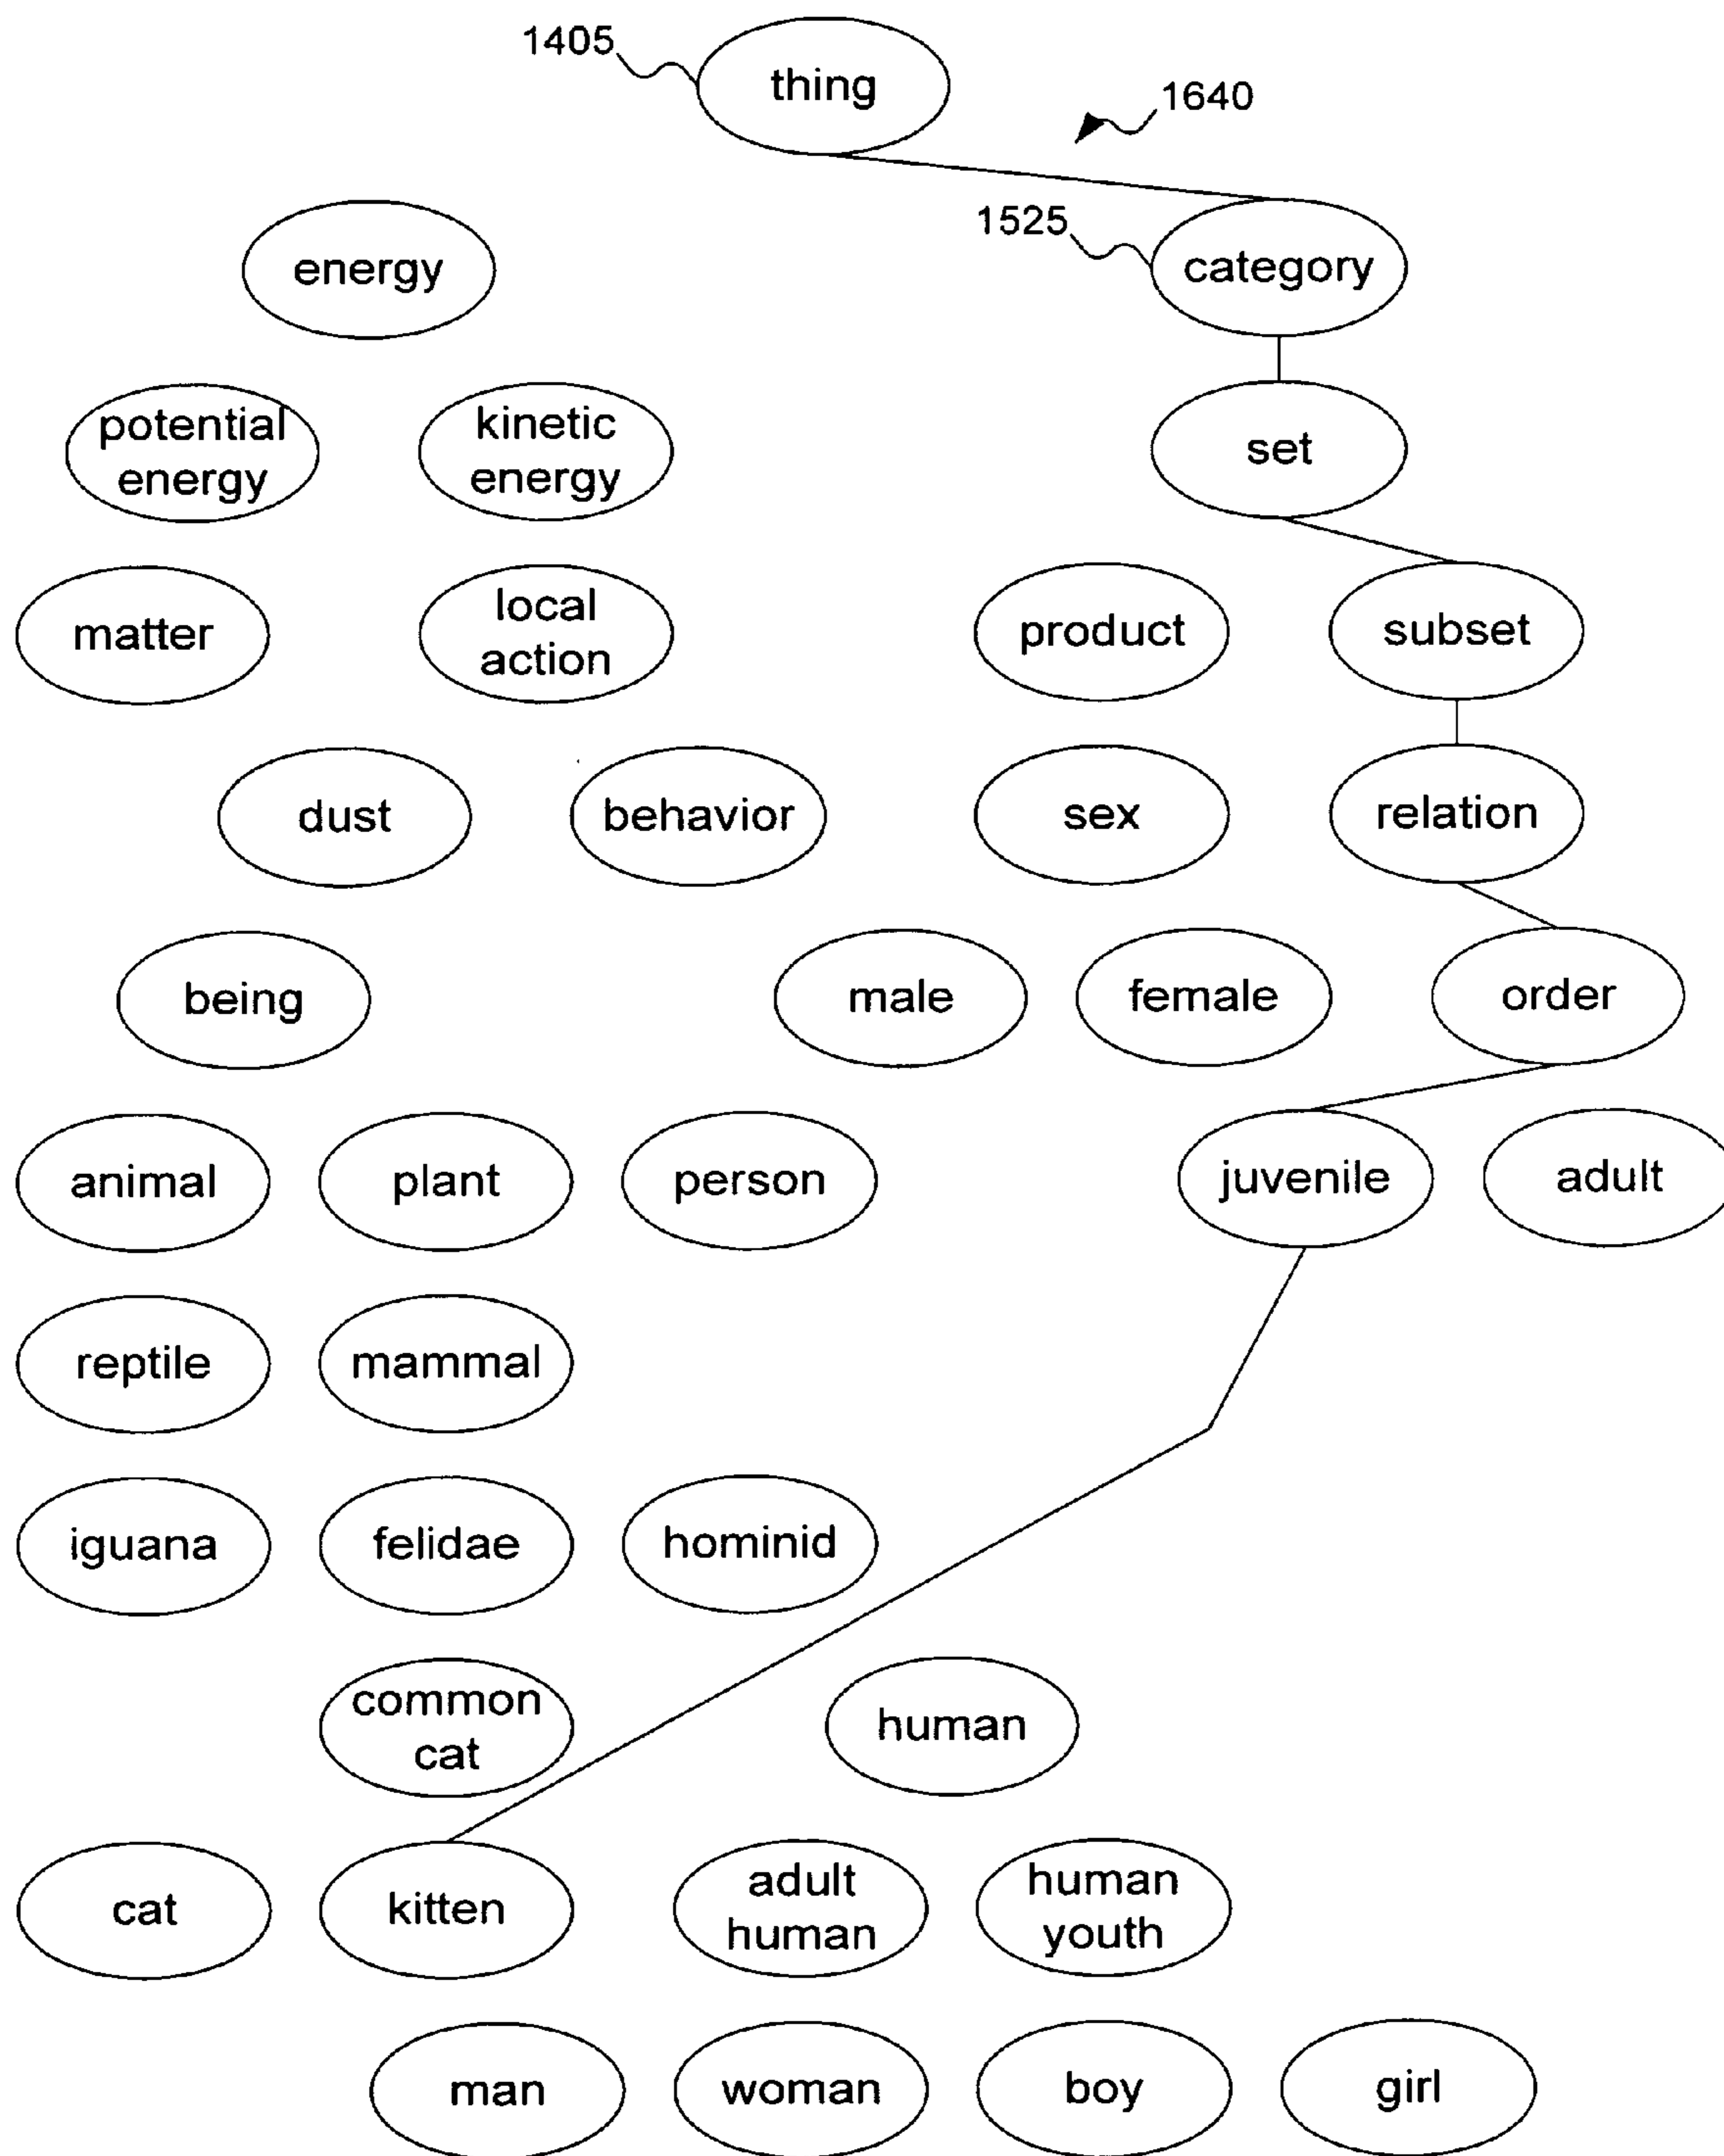 1405
thing
1640
1525
energy
category
potential
energy
kinetic
energy
set
matter
local
action
product
subset
dust
behavior
sex
relation
being
male
female
order
animal
plant
person
juvenile
adult
reptile
mammal
iguana
felidae
hominid
common
cat
human
cat
kitten
adult
human
human
youth
man
woman
boy
girl